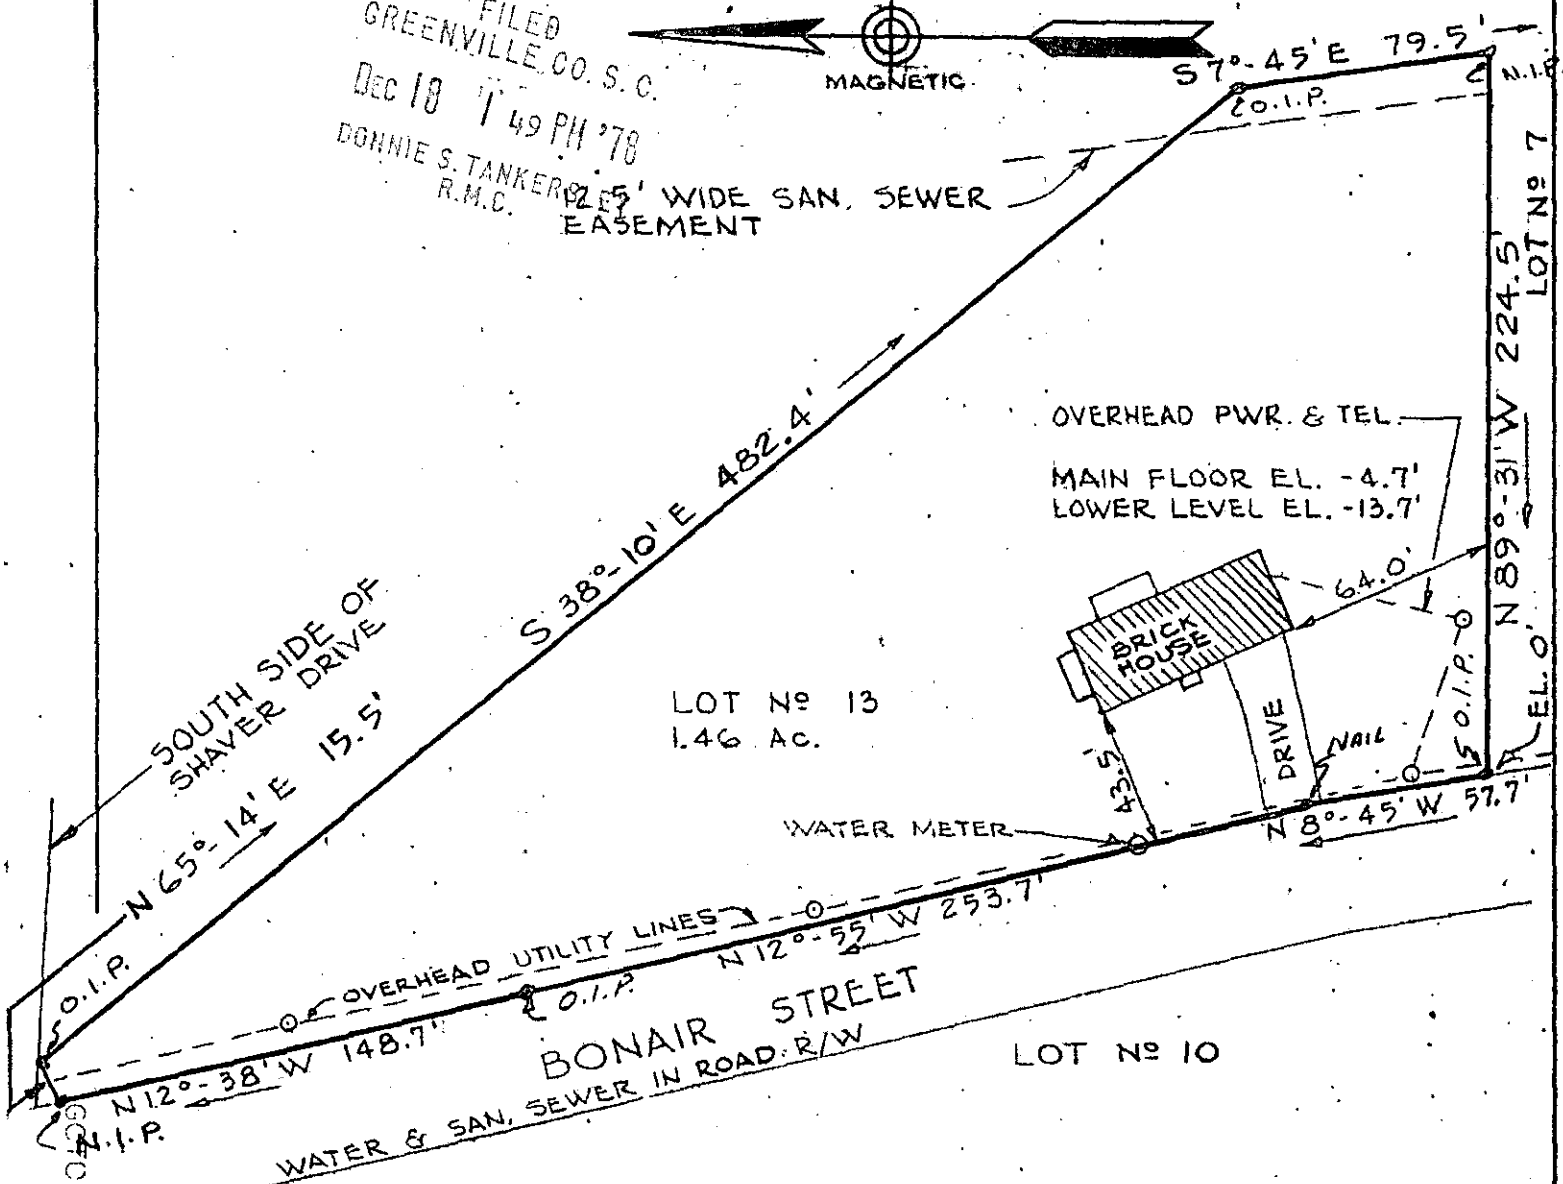 FILED
GREENVILLE, CO. S. C.
DEC 18 1 49 PH '78
DONNIE S. TANKERSLEY
R.M.C.
MAGNETIC
S 7°-45' E 79.5'
O.I.P.
N.I.P.
12.5' WIDE SAN. SEWER
EASEMENT
LOT Nº 7
N 89°-31' W 224.5'
S 38°-10' E 482.4'
OVERHEAD PWR. & TEL.
MAIN FLOOR EL. -4.7'
LOWER LEVEL EL. -13.7'
64.0'
BRICK
HOUSE
SOUTH SIDE OF
SHAVER DRIVE
N 65°-14' E 15.5'
LOT Nº 13
1.46 AC.
43.5'
DRIVE
NAIL
O.I.P.
EL. 0'
N 8°-45' W 57.7'
WATER METER
N 12°-55' W 253.7'
OVERHEAD UTILITY LINES
O.I.P.
O.I.P.
N 12°-38' W 148.7'
N.I.P.
BONAIR STREET
WATER & SAN, SEWER IN ROAD R/W
LOT Nº 10